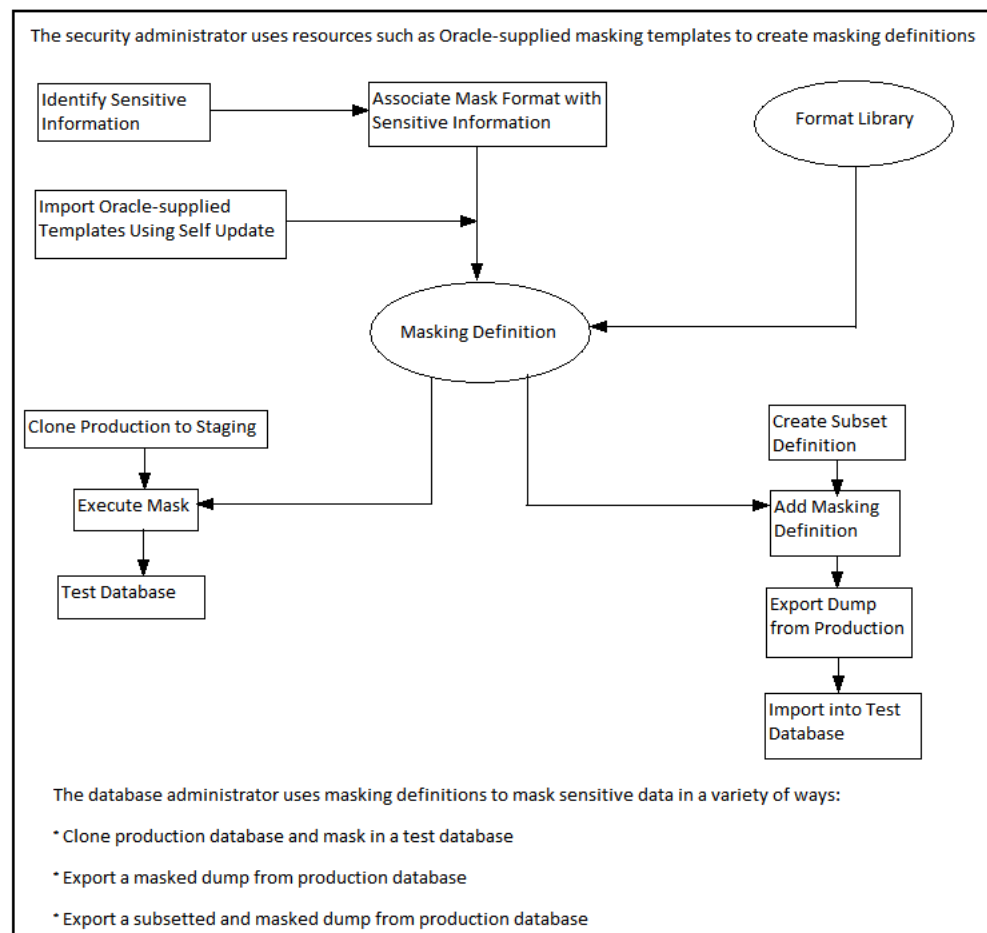 The security administrator uses resources such as Oracle-supplied masking templates to create masking definitions
Identify Sensitive
Information
Associate Mask Format with
Sensitive Information
Format Library
Import Oracle-supplied
Templates Using Self Update
Masking Definition
Clone Production to Staging
Execute Mask
Test Database
Create Subset
Definition
Add Masking
Definition
Export Dump
from Production
Import into Test
Database
The database administrator uses masking definitions to mask sensitive data in a variety of ways:
* Clone production database and mask in a test database
* Export a masked dump from production database
* Export a subsetted and masked dump from production database